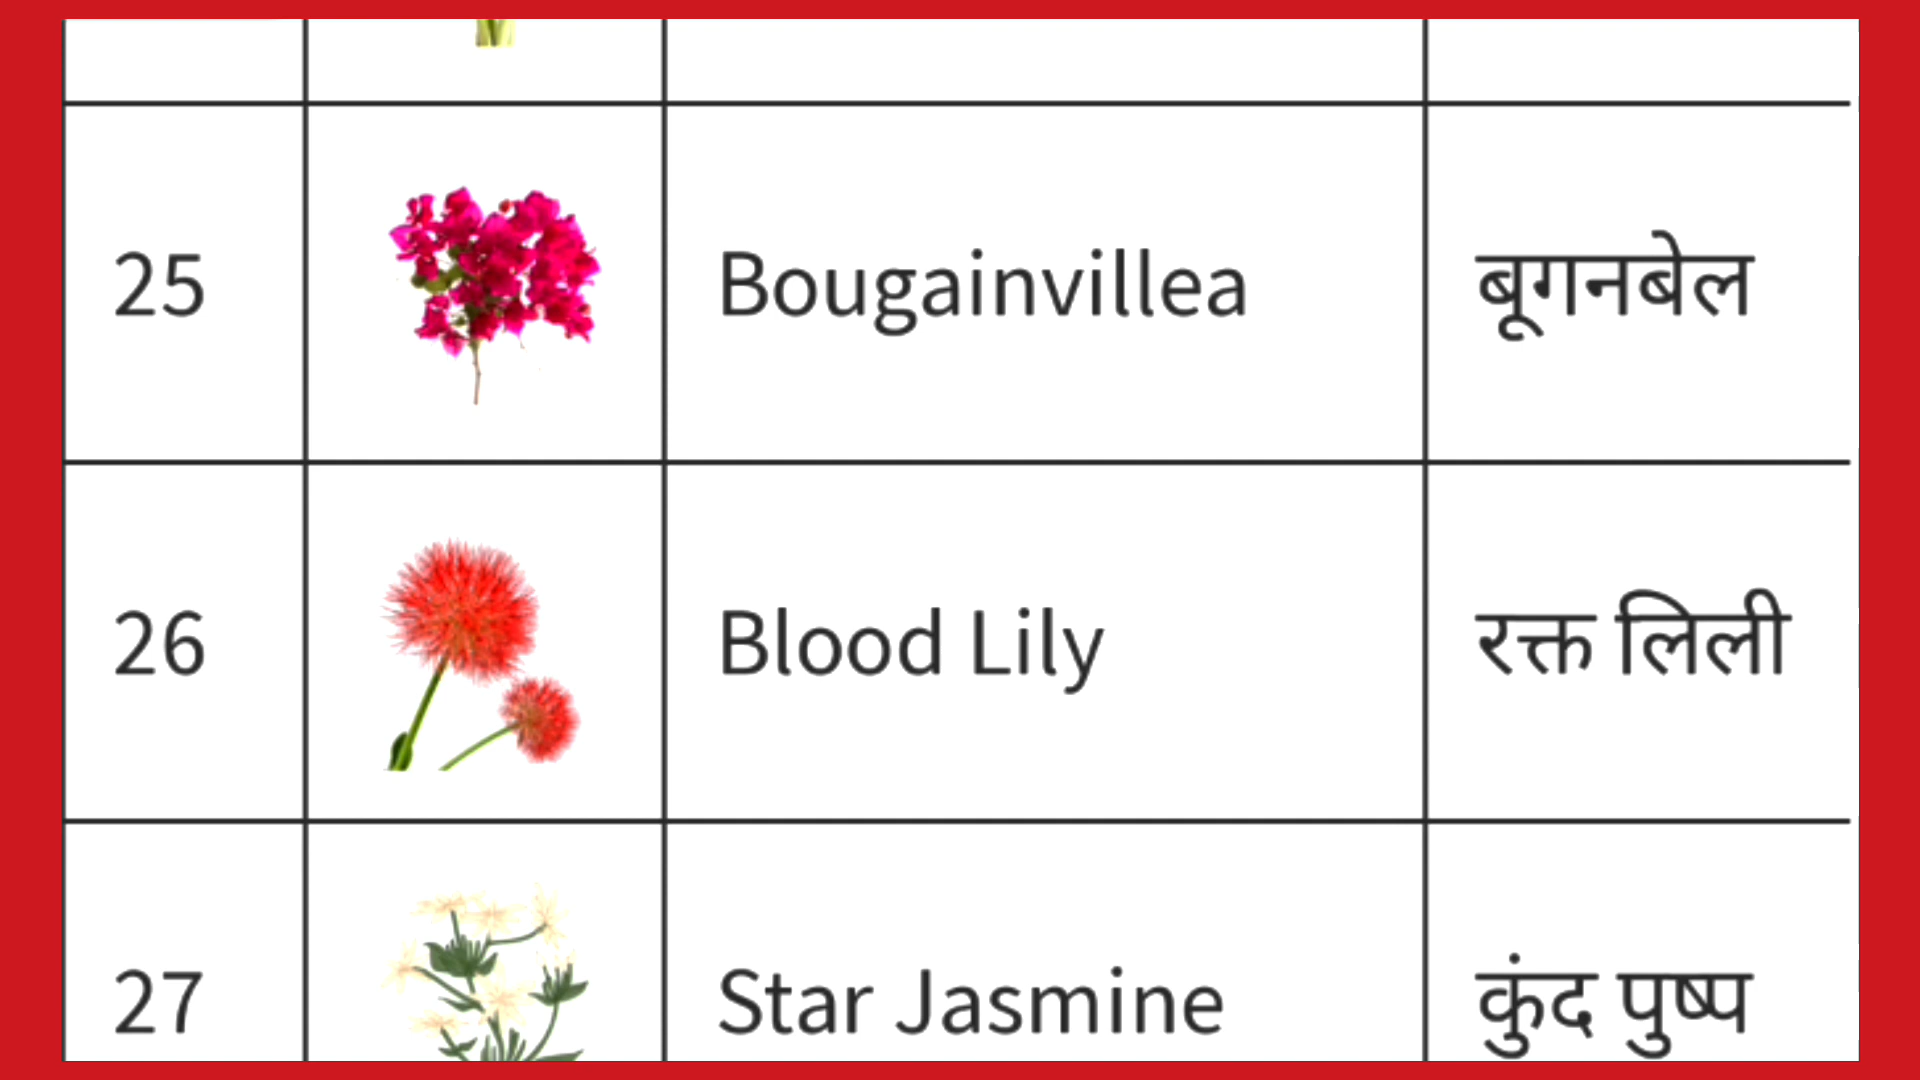 25 Bougainvillea बूगनबेल
26 Blood Lily रक्त लिली
27 Star Jasmine कुंद पुष्प